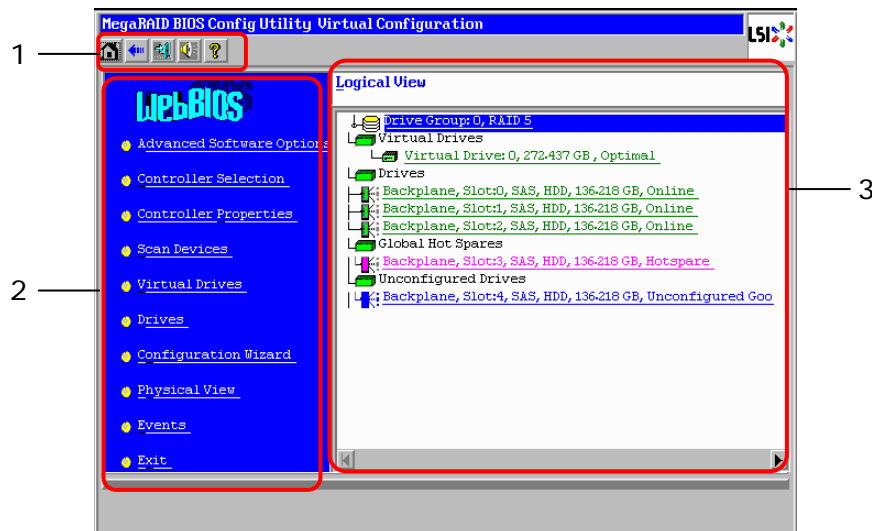 MegaRAID BIOS Config Utility Virtual Configuration
LSI
1
?
WebBIOS
Advanced Software Options
Controller Selection
Controller Properties
Scan Devices
Virtual Drives
Drives
Configuration Wizard
Physical View
Events
Exit
2
Logical View
Drive Group: 0, RAID 5
Virtual Drives
Virtual Drive: 0, 272.437 GB , Optimal
Drives
Backplane, Slot:0, SAS, HDD, 136.218 GB, Online
Backplane, Slot:1, SAS, HDD, 136.218 GB, Online
Backplane, Slot:2, SAS, HDD, 136.218 GB, Online
Global Hot Spares
Backplane, Slot:3, SAS, HDD, 136.218 GB, Hotspare
Unconfigured Drives
Backplane, Slot:4, SAS, HDD, 136.218 GB, Unconfigured Goo
3